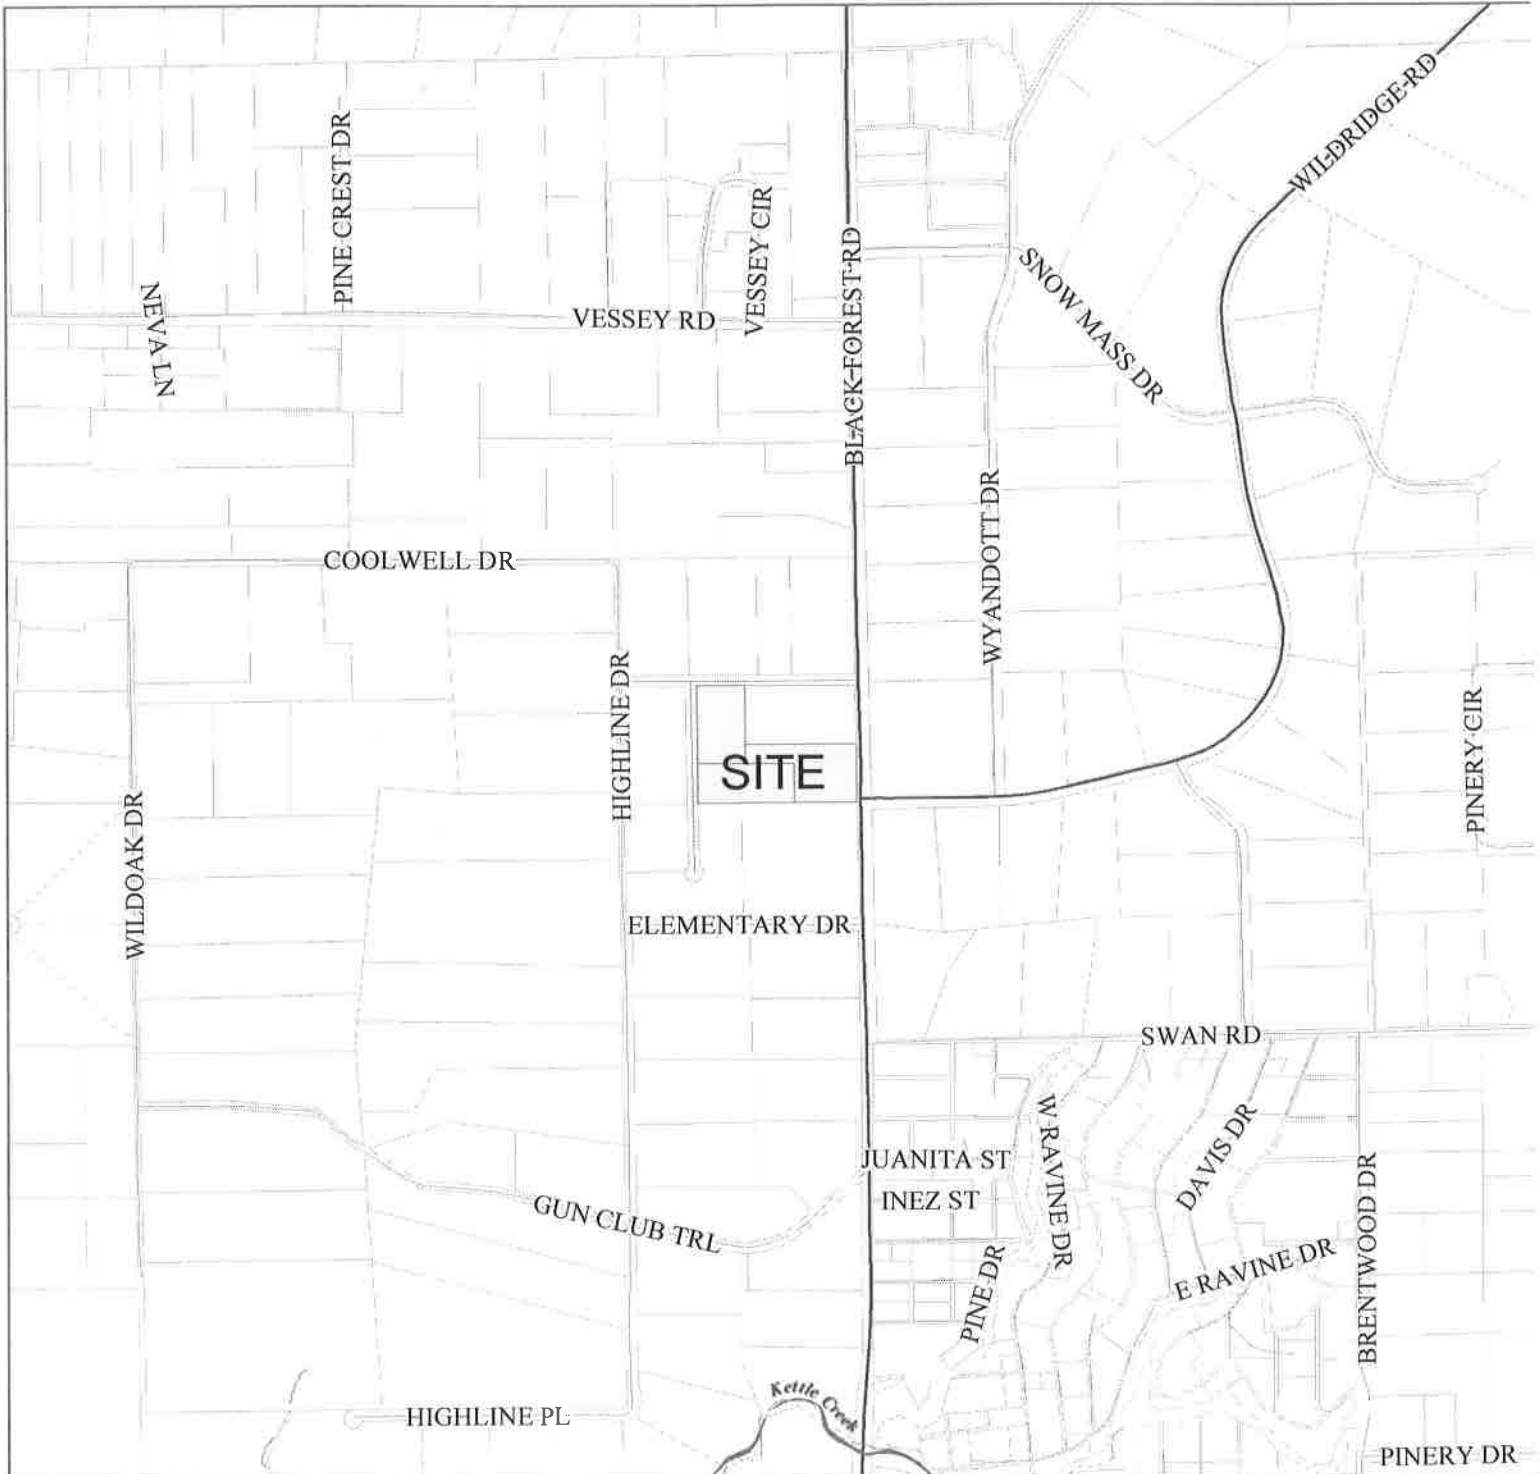 WILDRIDGE RD
PINE CREST DR
VESSEY CIR
BLACK FOREST RD
SNOW MASS DR
NEVA LN
VESSEY RD
WYANDOTT DR
COOLWELL DR
HIGHLINE DR
SITE
PINERY CIR
WILDOAK DR
ELEMENTARY DR
SWAN RD
W RAVINE DR
DAVIS DR
JUANITA ST
INEZ ST
BRENTWOOD DR
GUN CLUB TRL
E RAVINE DR
PINE DR
Kettle Creek
HIGHLINE PL
PINERY DR